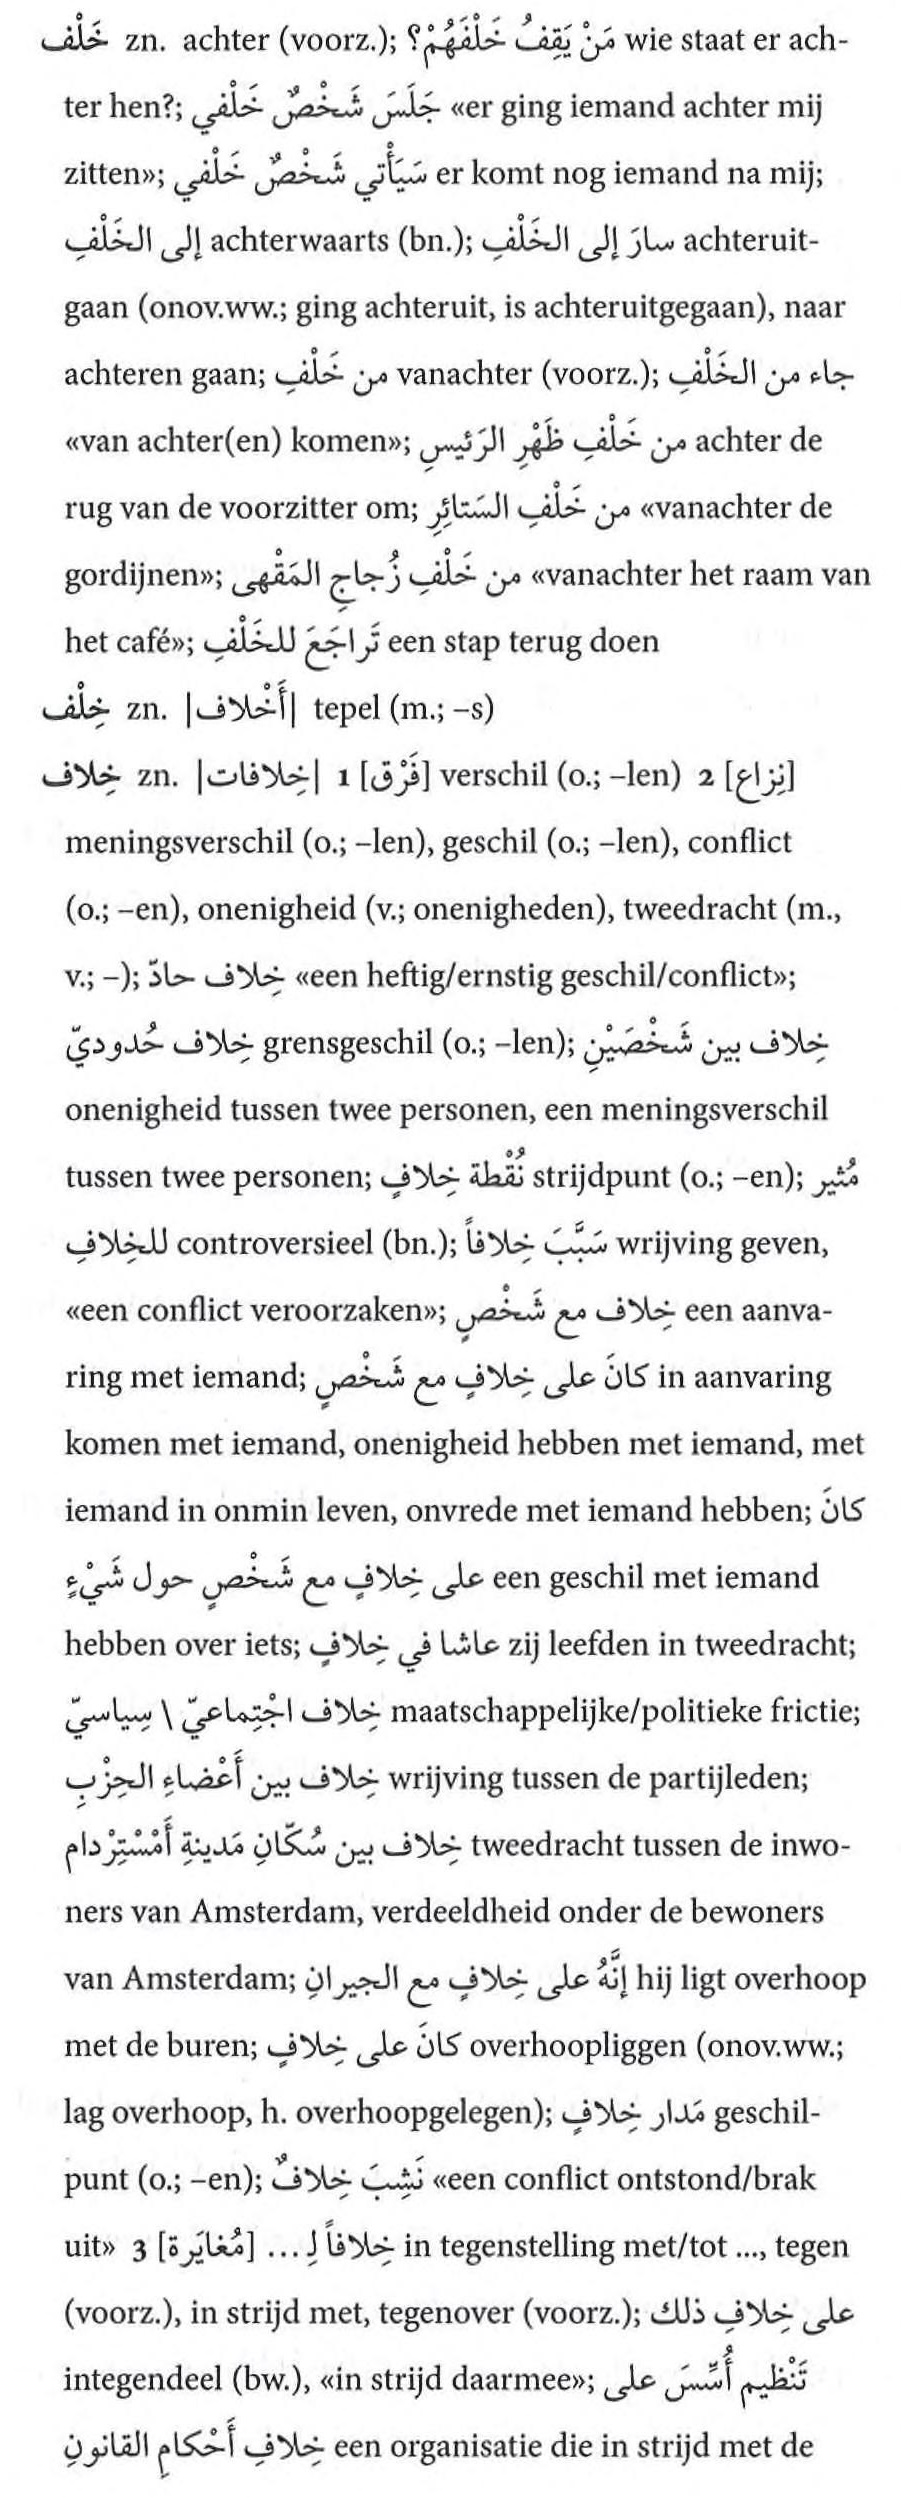 خَلْف zn. achter (voorz.); مَنْ يَقِفُ خَلْفَهُمْ؟ wie staat er ach-
ter hen?; جَلَسَ شَخْصٌ خَلْفي «er ging iemand achter mij
zitten»; سَيَأْتي شَخْصٌ خَلْفي er komt nog iemand na mij;
إلى الخَلْفِ achterwaarts (bn.); سارَ إلى الخَلْفِ achteruit-
gaan (onov.ww.; ging achteruit, is achteruitgegaan), naar
achteren gaan; من خَلْفِ vanachter (voorz.); جاء من الخَلْفِ
«van achter(en) komen»; من خَلْفِ ظَهْرِ الرَئيسِ achter de
rug van de voorzitter om; من خَلْفِ السَتائِرِ «vanachter de
gordijnen»; من خَلْفِ زُجاجِ المَقْهى «vanachter het raam van
het café»; تَراجَعَ للخَلْفِ een stap terug doen
خِلْف zn. |أَخْلاف| tepel (m.; –s)
خِلاف zn. |خِلافات| 1 [فَرْق] verschil (o.; –len) 2 [نِزاع]
meningsverschil (o.; –len), geschil (o.; –len), conflict
(o.; –en), onenigheid (v.; onenigheden), tweedracht (m.,
v.; –); خِلاف حادّ «een heftig/ernstig geschil/conflict»;
خِلاف حُدوديّ grensgeschil (o.; –len); خِلاف بين شَخْصَيْنِ
onenigheid tussen twee personen, een meningsverschil
tussen twee personen; نُقْطة خِلافٍ strijdpunt (o.; –en); مُثير
للخِلافِ controversieel (bn.); سَبَّبَ خِلافاً wrijving geven,
«een conflict veroorzaken»; خِلاف مع شَخْصٍ een aanva-
ring met iemand; كانَ على خِلافٍ مع شَخْصٍ in aanvaring
komen met iemand, onenigheid hebben met iemand, met
iemand in onmin leven, onvrede met iemand hebben; كانَ
على خِلافٍ مع شَخْصٍ حول شَيْءٍ een geschil met iemand
hebben over iets; عاشا في خِلافٍ zij leefden in tweedracht;
خِلاف اجْتِماعيّ \ سِياسيّ maatschappelijke/politieke frictie;
خِلاف بين أَعْضاءِ الحِزْبِ wrijving tussen de partijleden;
خِلاف بين سُكّانِ مَدينةِ أَمْسْتِرْدام tweedracht tussen de inwo-
ners van Amsterdam, verdeeldheid onder de bewoners
van Amsterdam; إنَّهُ على خِلافٍ مع الجيرانِ hij ligt overhoop
met de buren; كانَ على خِلافٍ overhoopliggen (onov.ww.;
lag overhoop, h. overhoopgelegen); مَدار خِلافٍ geschil-
punt (o.; –en); نَشِبَ خِلافٌ «een conflict ontstond/brak
uit» 3 [مُغايَرة] خِلافاً لِـ ... in tegenstelling met/tot ..., tegen
(voorz.), in strijd met, tegenover (voorz.); على خِلافِ ذلك
integendeel (bw.), «in strijd daarmee»; تَنْظيم أُسِّسَ على
خِلافِ أَحْكامِ القانونِ een organisatie die in strijd met de